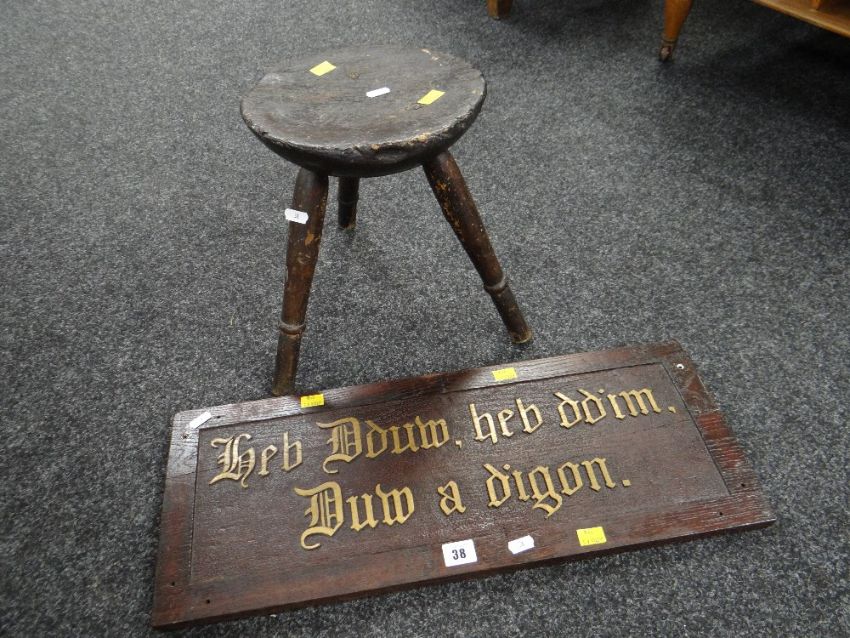 Heb Dduw, heb ddim,
Duw a digon.
38